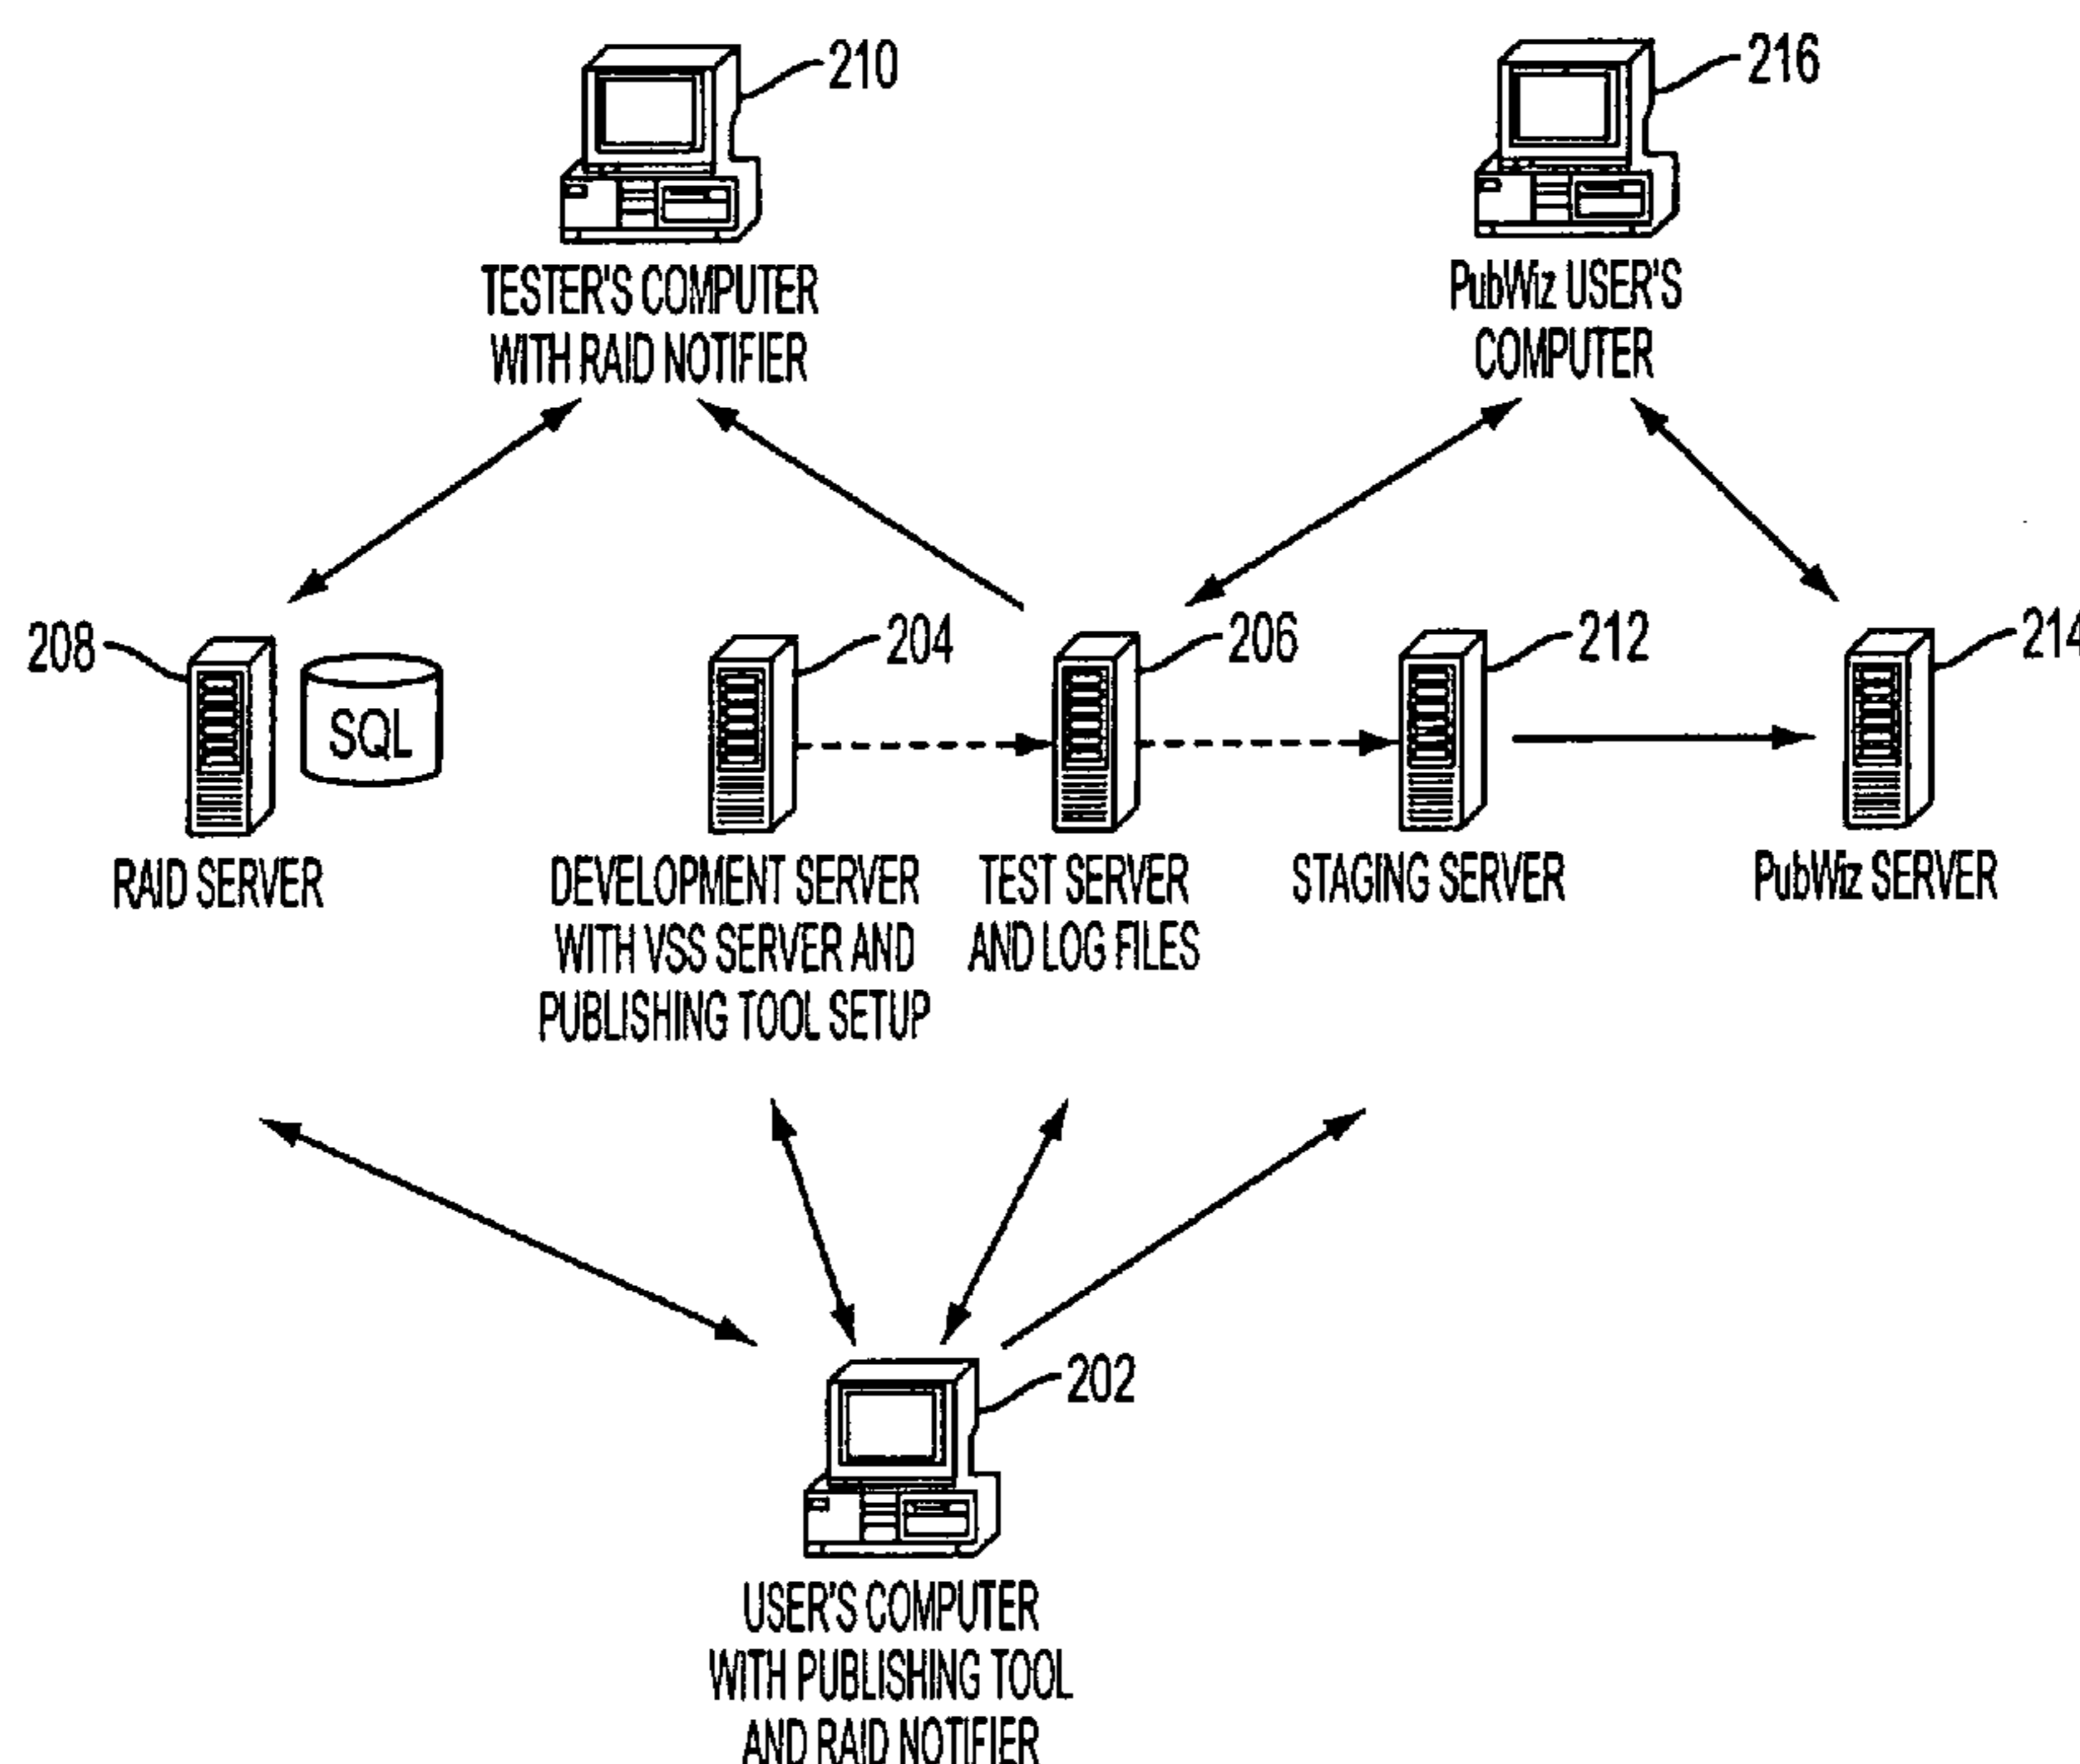 210
216
TESTER'S COMPUTER
WITH RAID NOTIFIER
PubWiz USER'S
COMPUTER
208
204
206
212
214
SQL
RAID SERVER
DEVELOPMENT SERVER
WITH VSS SERVER AND
PUBLISHING TOOL SETUP
TEST SERVER
AND LOG FILES
STAGING SERVER
PubWiz SERVER
202
USER'S COMPUTER
WITH PUBLISHING TOOL
AND RAID NOTIFIER